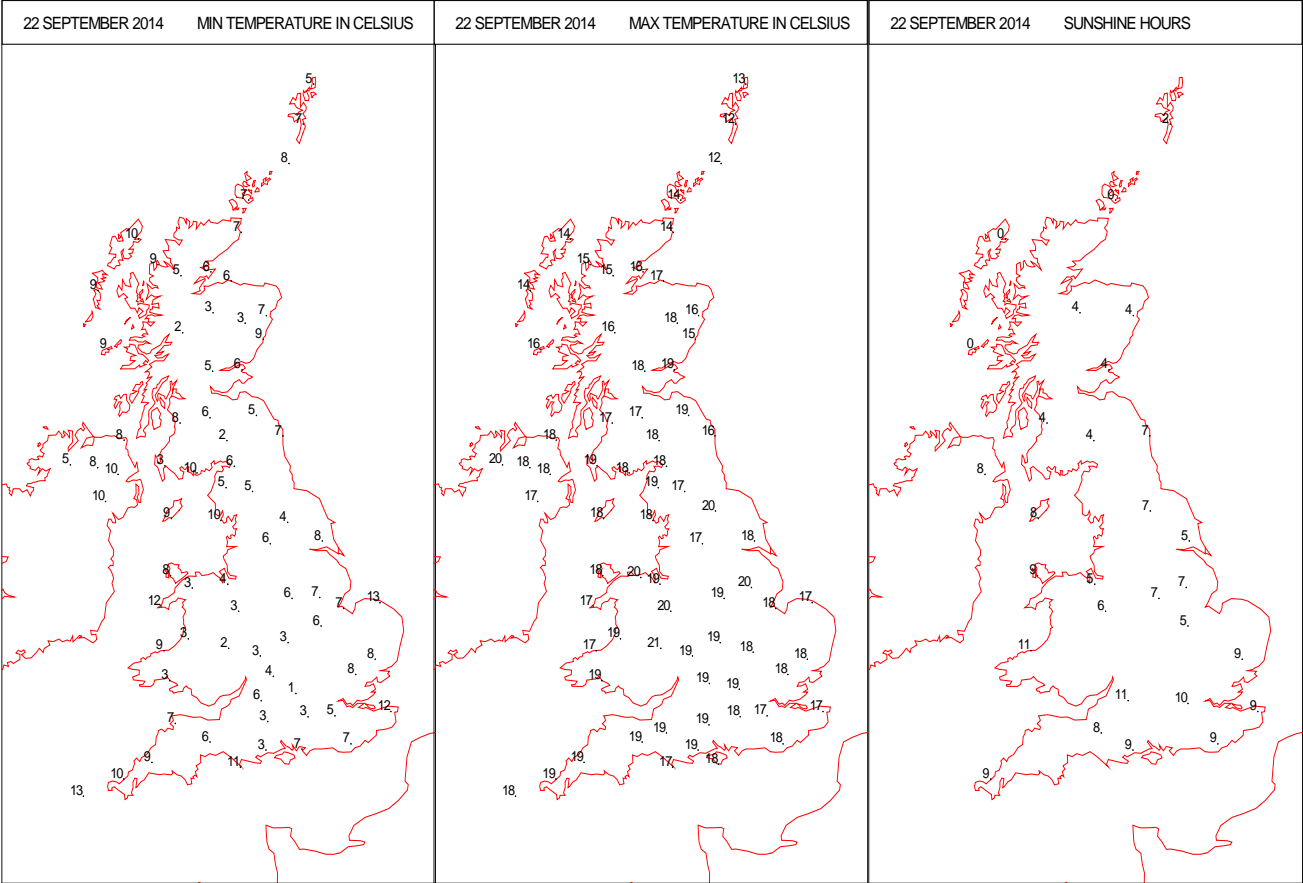 22 SEPTEMBER 2014 MIN TEMPERATURE IN CELSIUS
5
7
8
7
7
10
9
5 6
6
9
3 7
3
2 9
9
5 6
8 6 5
8 2 7
5 8 10 3 10 6
5 5
10
9 10 4
6 8
8
3 4
12 3 6 7 7 13
6
3 3
9 2 3 8
3 4 8
1
6
7 3 3 5 12
6 3 7 7
9 11
10
13
22 SEPTEMBER 2014 MAX TEMPERATURE IN CELSIUS
13
12
12
14
14
14
15
15 16
17
14
18 16
16 15
16
18 19
17 17 19
18 18 16
20 18 18 19 18 18
19 17
17
18 18 20
17 18
18
20 19
17 20 19 20 18 17
19 19
17 21 19 18 18
19 19 19 18
19 19 18 17 17
19 19 18
19 17 18
19
18
22 SEPTEMBER 2014 SUNSHINE HOURS
2
0
0
4 4
0
4
4 4 7
8
8 7
5
9 5
6 7 7
5
11 9
11 10 9
8 9 9
9